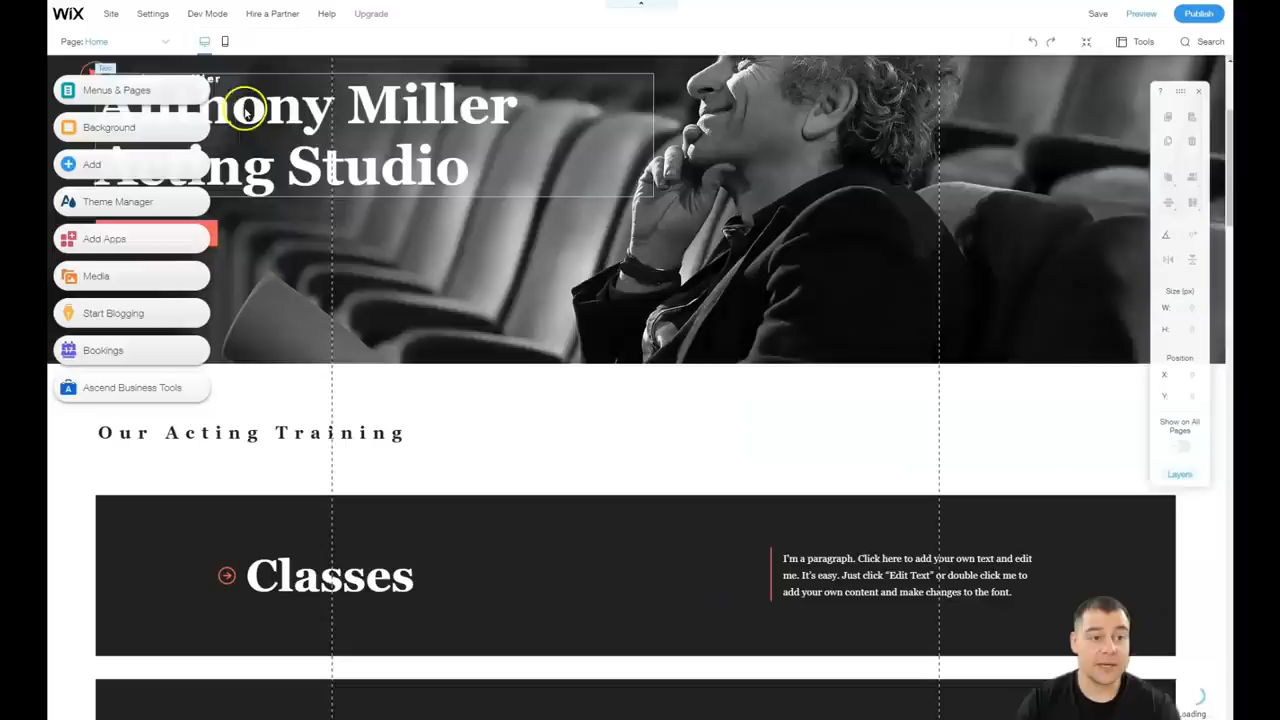 WiX
Site
Settings
Dev Mode
Hire a Partner
Help
Upgrade
Save
Preview
Publish
Page: Home
Tools
Search
Menus & Pages
Background
Add
Theme Manager
Add Apps
Media
Start Blogging
Bookings
Ascend Business Tools
Anthony Miller
Acting Studio
Our Acting Training
Classes
I'm a paragraph. Click here to add your own text and edit
me. It's easy. Just click "Edit Text" or double click me to
add your own content and make changes to the font.
?
Size (px)
W:
H:
Position
X:
Y:
Show on All
Pages
Layers
Loading